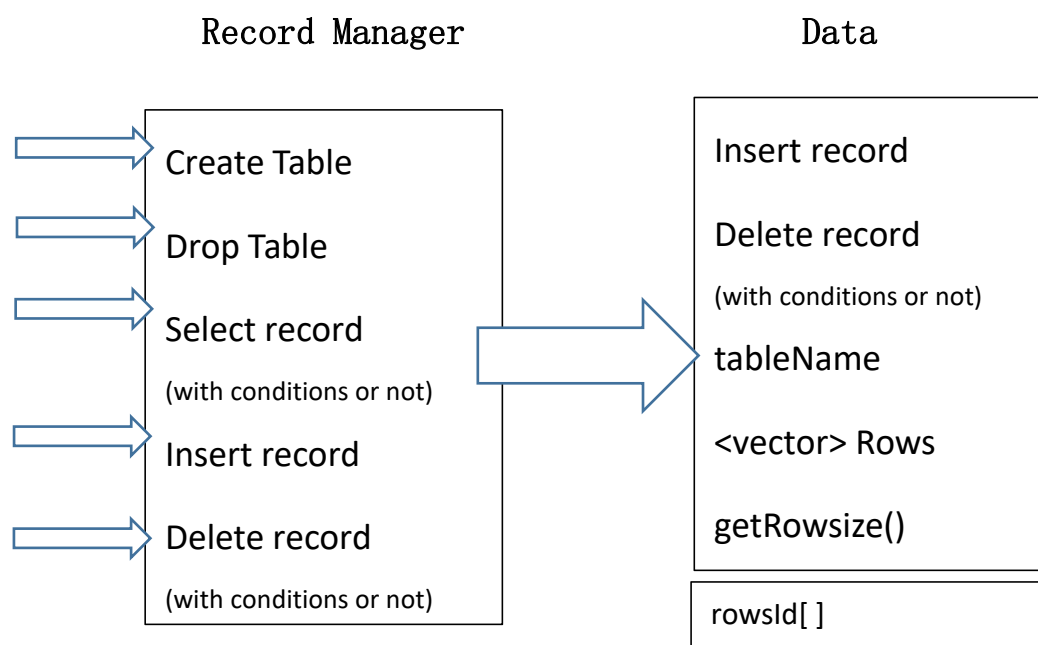 Record Manager
Data
Create Table
Drop Table
Select record
(with conditions or not)
Insert record
Delete record
(with conditions or not)
Insert record
Delete record
(with conditions or not)
tableName
<vector> Rows
getRowsize()
rowsId[ ]